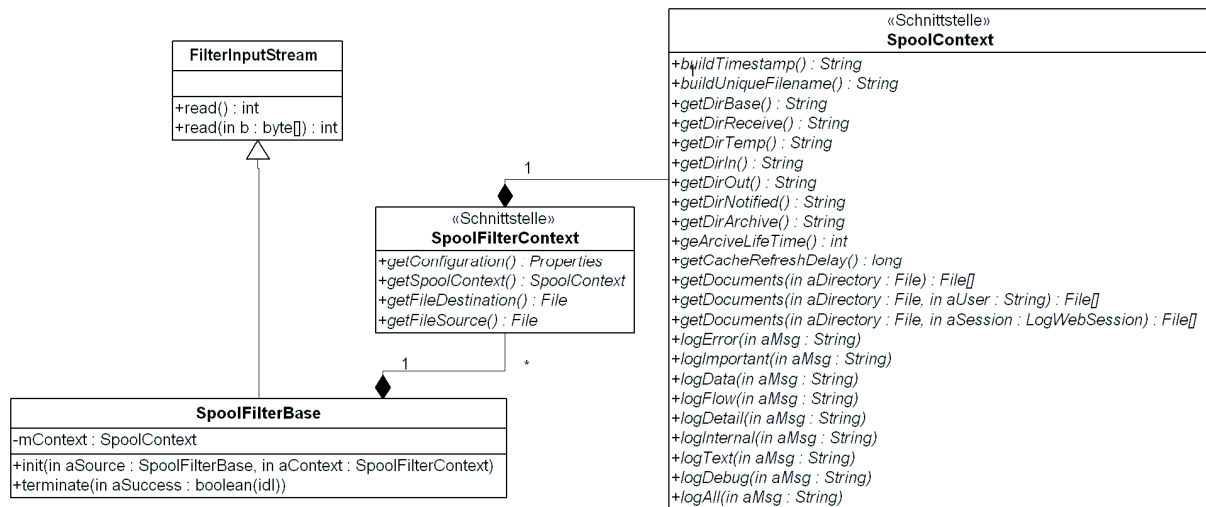 FilterInputStream
+read() : int
+read(in b : byte[]) : int
«Schnittstelle»
SpoolContext
+buildTimestamp() : String
1
+buildUniqueFilename() : String
+getDirBase() : String
+getDirReceive() : String
+getDirTemp() : String
+getDirIn() : String
+getDirOut() : String
+getDirNotified() : String
+getDirArchive() : String
+geArciveLifeTime() : int
+getCacheRefreshDelay() : long
+getDocuments(in aDirectory : File) : File[]
+getDocuments(in aDirectory : File, in aUser : String) : File[]
+getDocuments(in aDirectory : File, in aSession : LogWebSession) : File[]
+logError(in aMsg : String)
+logImportant(in aMsg : String)
+logData(in aMsg : String)
+logFlow(in aMsg : String)
+logDetail(in aMsg : String)
+logInternal(in aMsg : String)
+logText(in aMsg : String)
+logDebug(in aMsg : String)
+logAll(in aMsg : String)
1
«Schnittstelle»
SpoolFilterContext
+getConfiguration() : Properties
+getSpoolContext() : SpoolContext
+getFileDestination() : File
+getFileSource() : File
1
*
SpoolFilterBase
-mContext : SpoolContext
+init(in aSource : SpoolFilterBase, in aContext : SpoolFilterContext)
+terminate(in aSuccess : boolean(idl))